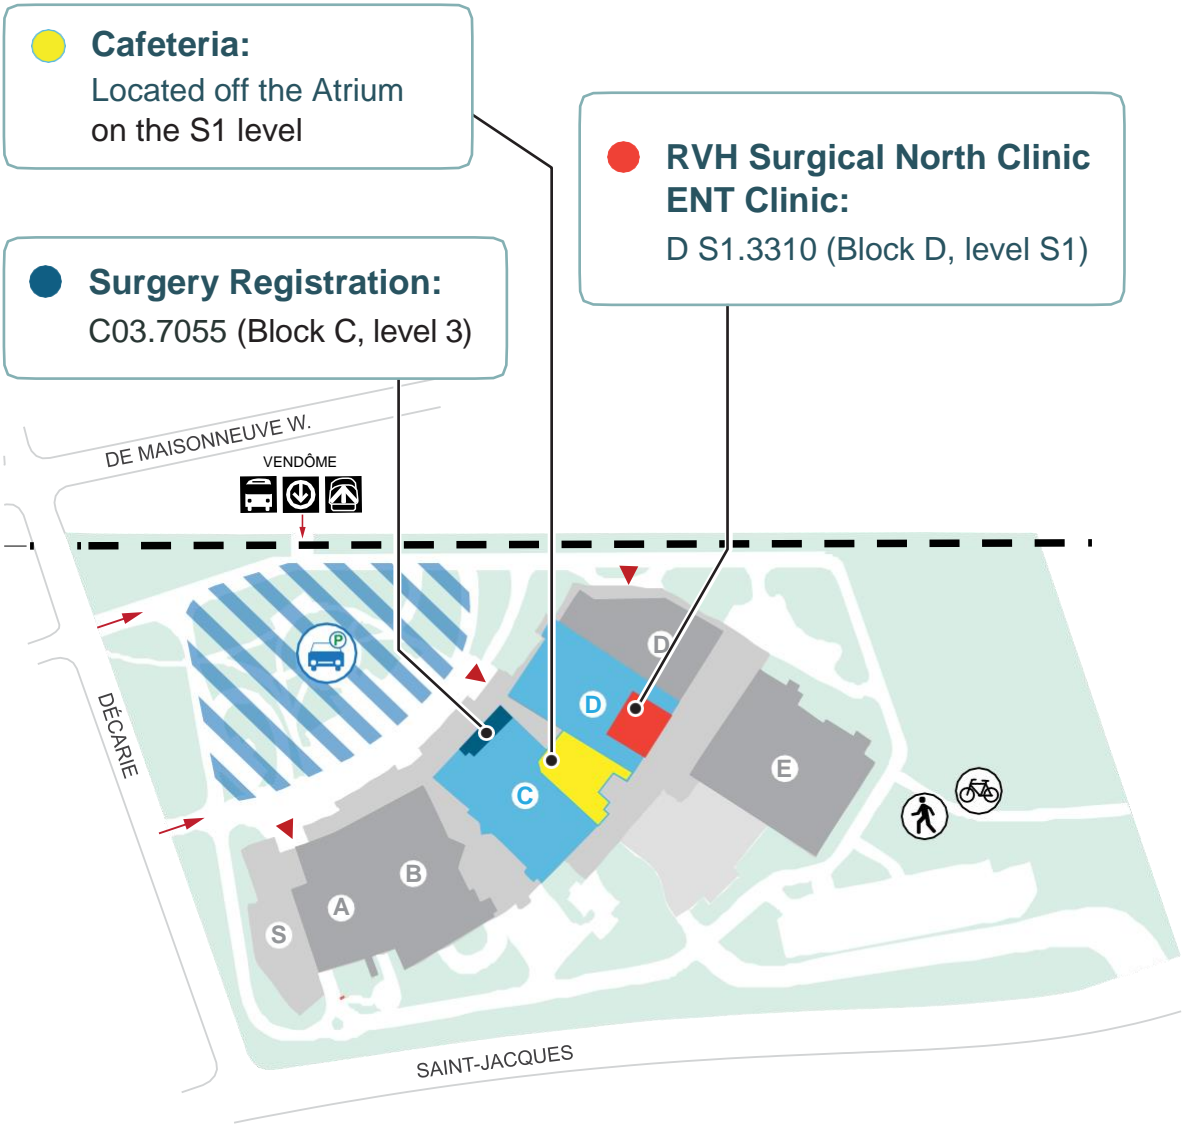 Cafeteria:
Located off the Atrium
on the S1 level
RVH Surgical North Clinic
ENT Clinic:
D S1.3310 (Block D, level S1)
Surgery Registration:
C03.7055 (Block C, level 3)
DE MAISONNEUVE W.
VENDÔME
P
D
D
DÉCARIE
E
C
B
A
S
SAINT-JACQUES